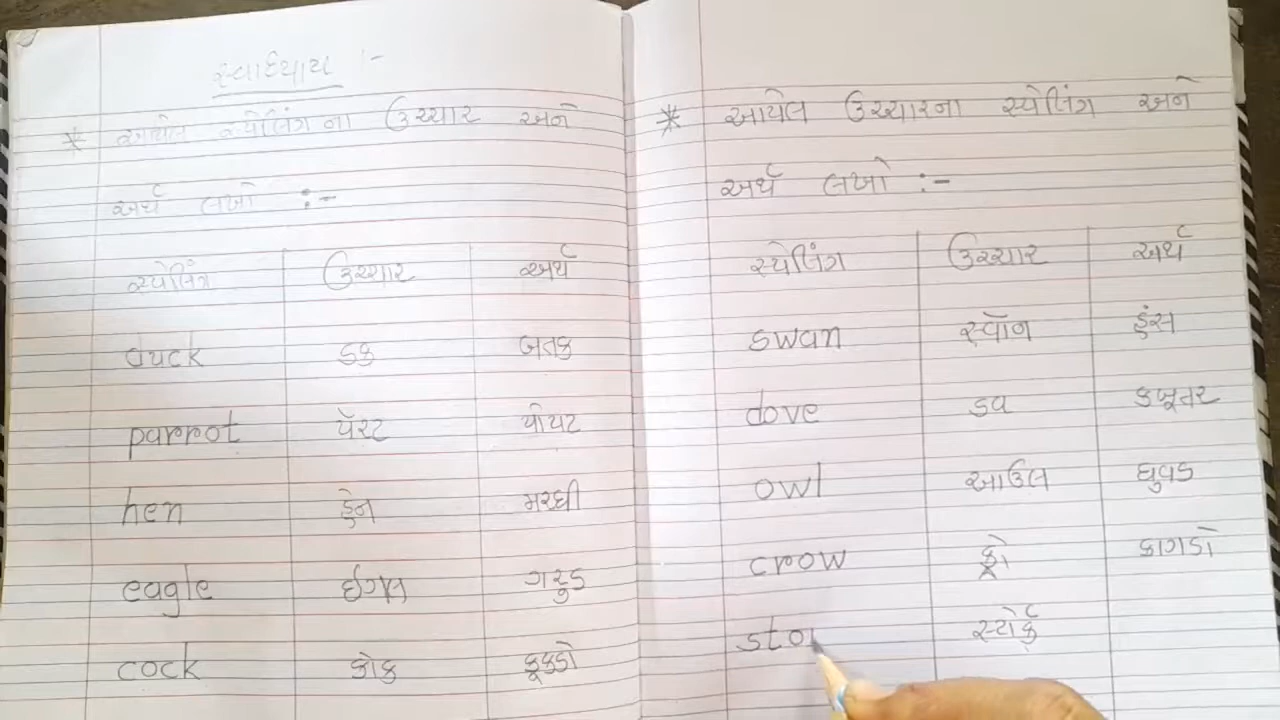 સ્વાધ્યાય :-
* આપેલ સ્પેલિંગના ઉચ્ચાર અને
અર્થ લખો :-
સ્પેલિંગ ઉચ્ચાર અર્થ
duck ડક બતક
parrot પૅરટ પોપટ
hen હેન મરઘી
eagle ઈગલ ગરુડ
cock કોક કૂકડો
* આપેલ ઉચ્ચારના સ્પેલિંગ અને
અર્થ લખો :-
સ્પેલિંગ ઉચ્ચાર અર્થ
swan સ્વૉન હંસ
dove ડવ કબૂતર
owl આઉલ ઘુવડ
crow ક્રો કાગડો
sto સ્ટોર્ક